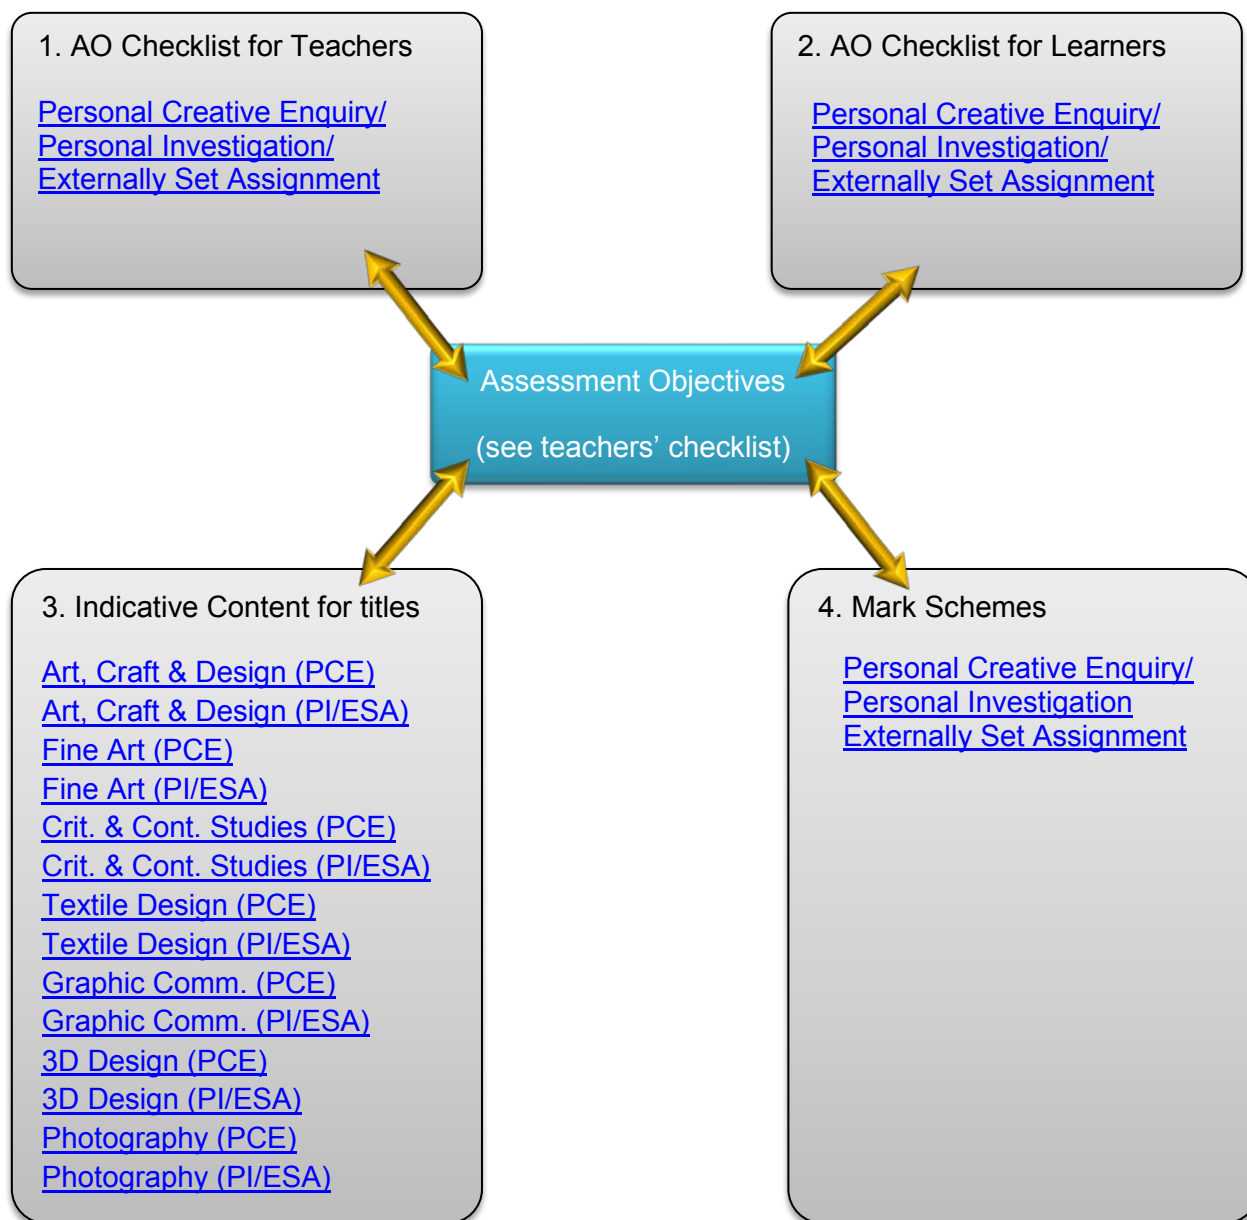 1. AO Checklist for Teachers
Personal Creative Enquiry/
Personal Investigation/
Externally Set Assignment
2. AO Checklist for Learners
Personal Creative Enquiry/
Personal Investigation/
Externally Set Assignment
Assessment Objectives
(see teachers’ checklist)
3. Indicative Content for titles
Art, Craft & Design (PCE)
Art, Craft & Design (PI/ESA)
Fine Art (PCE)
Fine Art (PI/ESA)
Crit. & Cont. Studies (PCE)
Crit. & Cont. Studies (PI/ESA)
Textile Design (PCE)
Textile Design (PI/ESA)
Graphic Comm. (PCE)
Graphic Comm. (PI/ESA)
3D Design (PCE)
3D Design (PI/ESA)
Photography (PCE)
Photography (PI/ESA)
4. Mark Schemes
Personal Creative Enquiry/
Personal Investigation
Externally Set Assignment